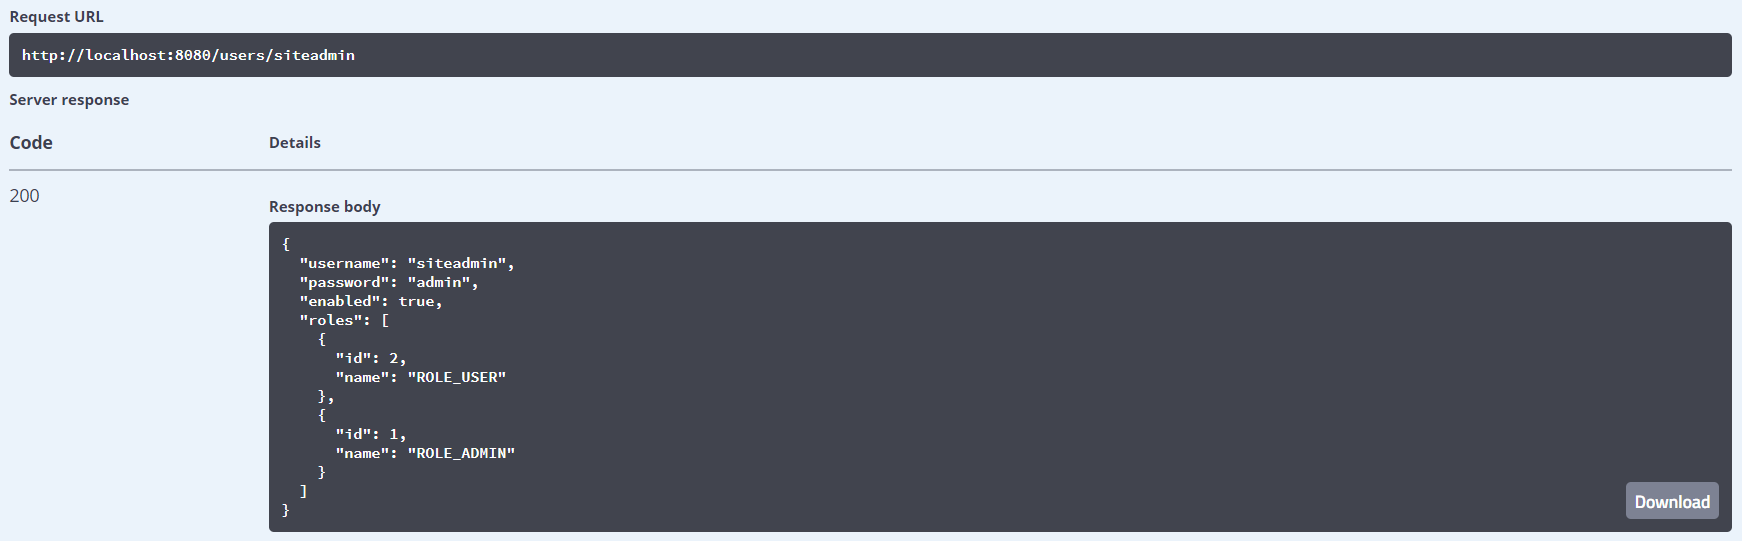 Request URL
http://localhost:8080/users/siteadmin
Server response
Code Details
200
Response body
{
  "username": "siteadmin",
  "password": "admin",
  "enabled": true,
  "roles": [
    {
      "id": 2,
      "name": "ROLE_USER"
    },
    {
      "id": 1,
      "name": "ROLE_ADMIN"
    }
  ]
}
Download